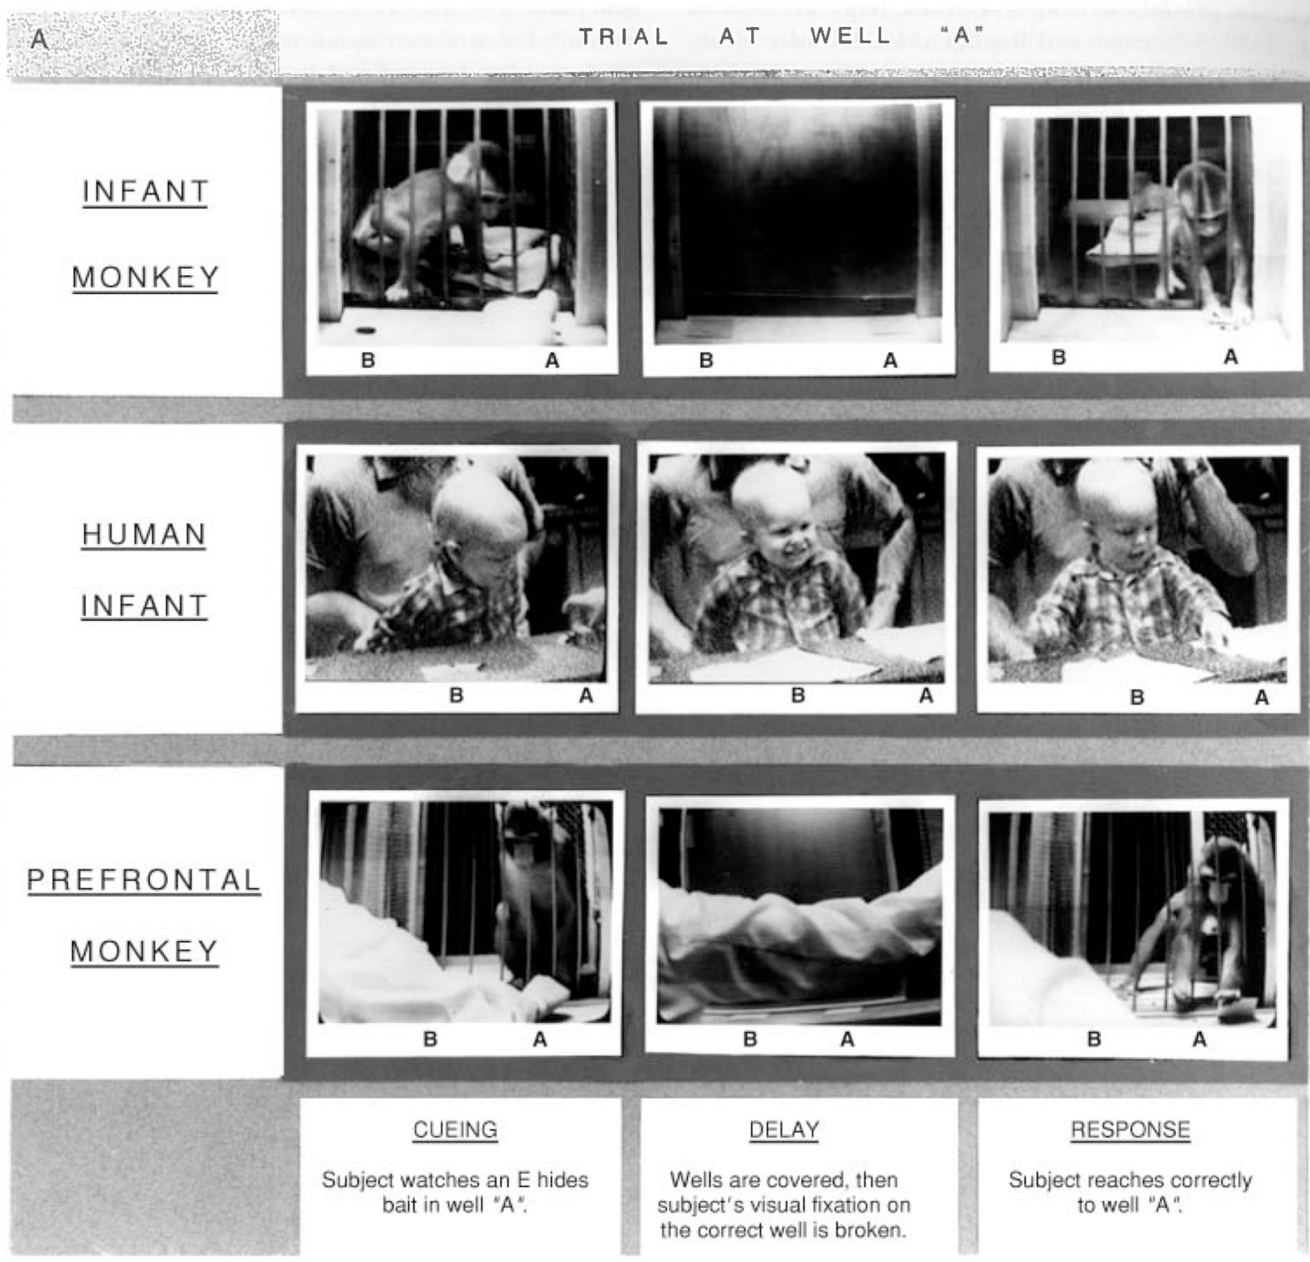 A
TRIAL AT WELL "A"
INFANT
MONKEY
B A
B A
B A
HUMAN
INFANT
B A
B A
B A
PREFRONTAL
MONKEY
B A
B A
B A
CUEING
Subject watches an E hides
bait in well "A".
DELAY
Wells are covered, then
subject's visual fixation on
the correct well is broken.
RESPONSE
Subject reaches correctly
to well "A".